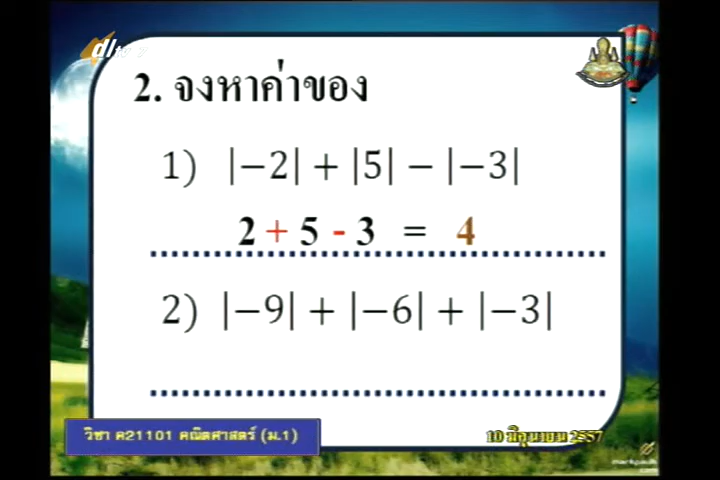 2. จงหาค่าของ
1) |−2| + |5| − |−3|
2 + 5 - 3 = 4
2) |−9| + |−6| + |−3|
วิชา ค21101 คณิตศาสตร์ (ม.1)
10 มิถุนายน 2557